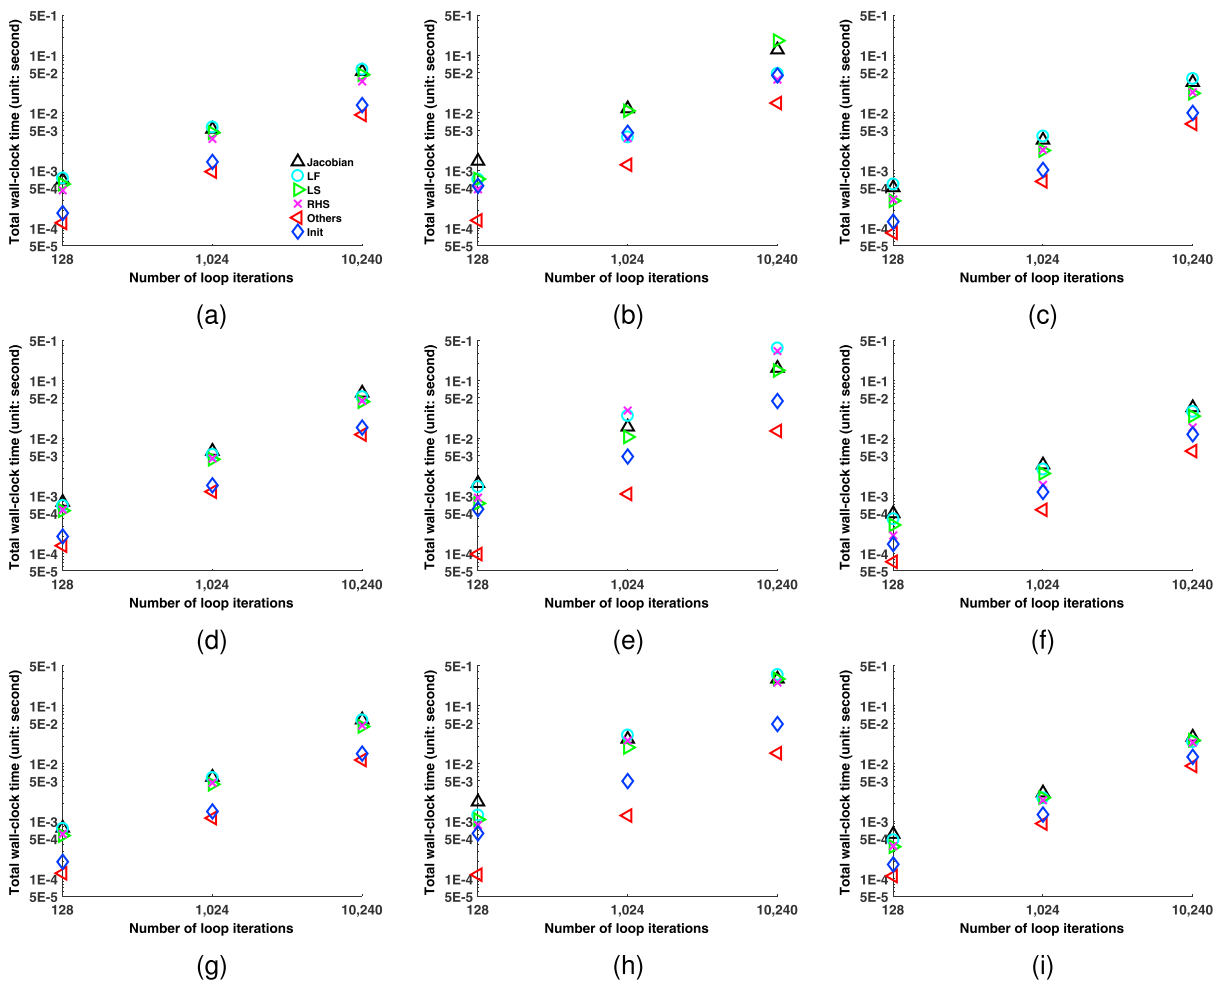 5E-1
1E-1
5E-2
1E-2
5E-3
1E-3
5E-4
1E-4
5E-5
Total wall-clock time (unit: second)
128 1,024 10,240
Number of loop iterations
Jacobian
LF
LS
RHS
Others
Init
(a)
5E-1
1E-1
5E-2
1E-2
5E-3
1E-3
5E-4
1E-4
5E-5
Total wall-clock time (unit: second)
128 1,024 10,240
Number of loop iterations
(b)
5E-1
1E-1
5E-2
1E-2
5E-3
1E-3
5E-4
1E-4
5E-5
Total wall-clock time (unit: second)
128 1,024 10,240
Number of loop iterations
(c)
5E-1
1E-1
5E-2
1E-2
5E-3
1E-3
5E-4
1E-4
5E-5
Total wall-clock time (unit: second)
128 1,024 10,240
Number of loop iterations
(d)
5E-1
1E-1
5E-2
1E-2
5E-3
1E-3
5E-4
1E-4
5E-5
Total wall-clock time (unit: second)
128 1,024 10,240
Number of loop iterations
(e)
5E-1
1E-1
5E-2
1E-2
5E-3
1E-3
5E-4
1E-4
5E-5
Total wall-clock time (unit: second)
128 1,024 10,240
Number of loop iterations
(f)
5E-1
1E-1
5E-2
1E-2
5E-3
1E-3
5E-4
1E-4
5E-5
Total wall-clock time (unit: second)
128 1,024 10,240
Number of loop iterations
(g)
5E-1
1E-1
5E-2
1E-2
5E-3
1E-3
5E-4
1E-4
5E-5
Total wall-clock time (unit: second)
128 1,024 10,240
Number of loop iterations
(h)
5E-1
1E-1
5E-2
1E-2
5E-3
1E-3
5E-4
1E-4
5E-5
Total wall-clock time (unit: second)
128 1,024 10,240
Number of loop iterations
(i)